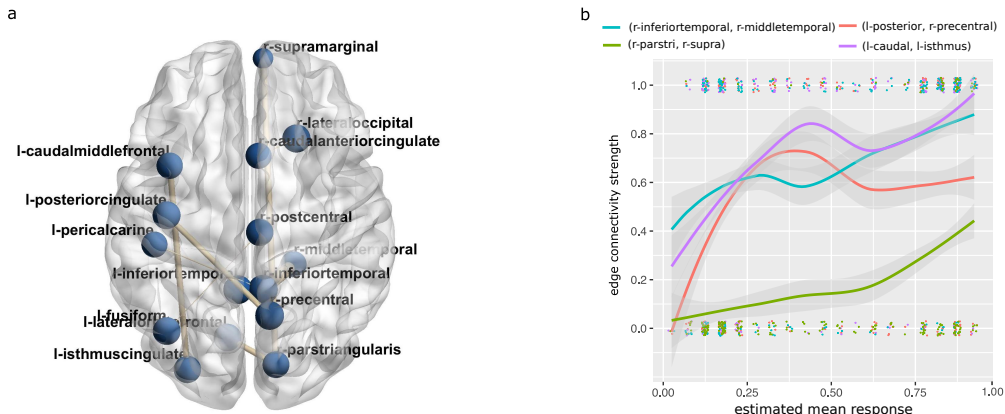 a
r-supramarginal
r-lateraloccipital
r-caudalanteriorcingulate
l-caudalmiddlefrontal
l-posteriorcingulate
r-postcentral
l-pericalcarine
r-middletemporal
l-inferiortemporal
r-inferiortemporal
r-precentral
l-fusiform
l-lateralorbitofrontal
l-isthmuscingulate
r-parstriangularis
b
(r-inferiortemporal, r-middletemoral)
(l-posterior, r-precentral)
(r-parstri, r-supra)
(l-caudal, l-isthmus)
edge connectivity strength
1.0
0.8
0.6
0.4
0.2
0.0
0.00 0.25 0.50 0.75 1.00
estimated mean response